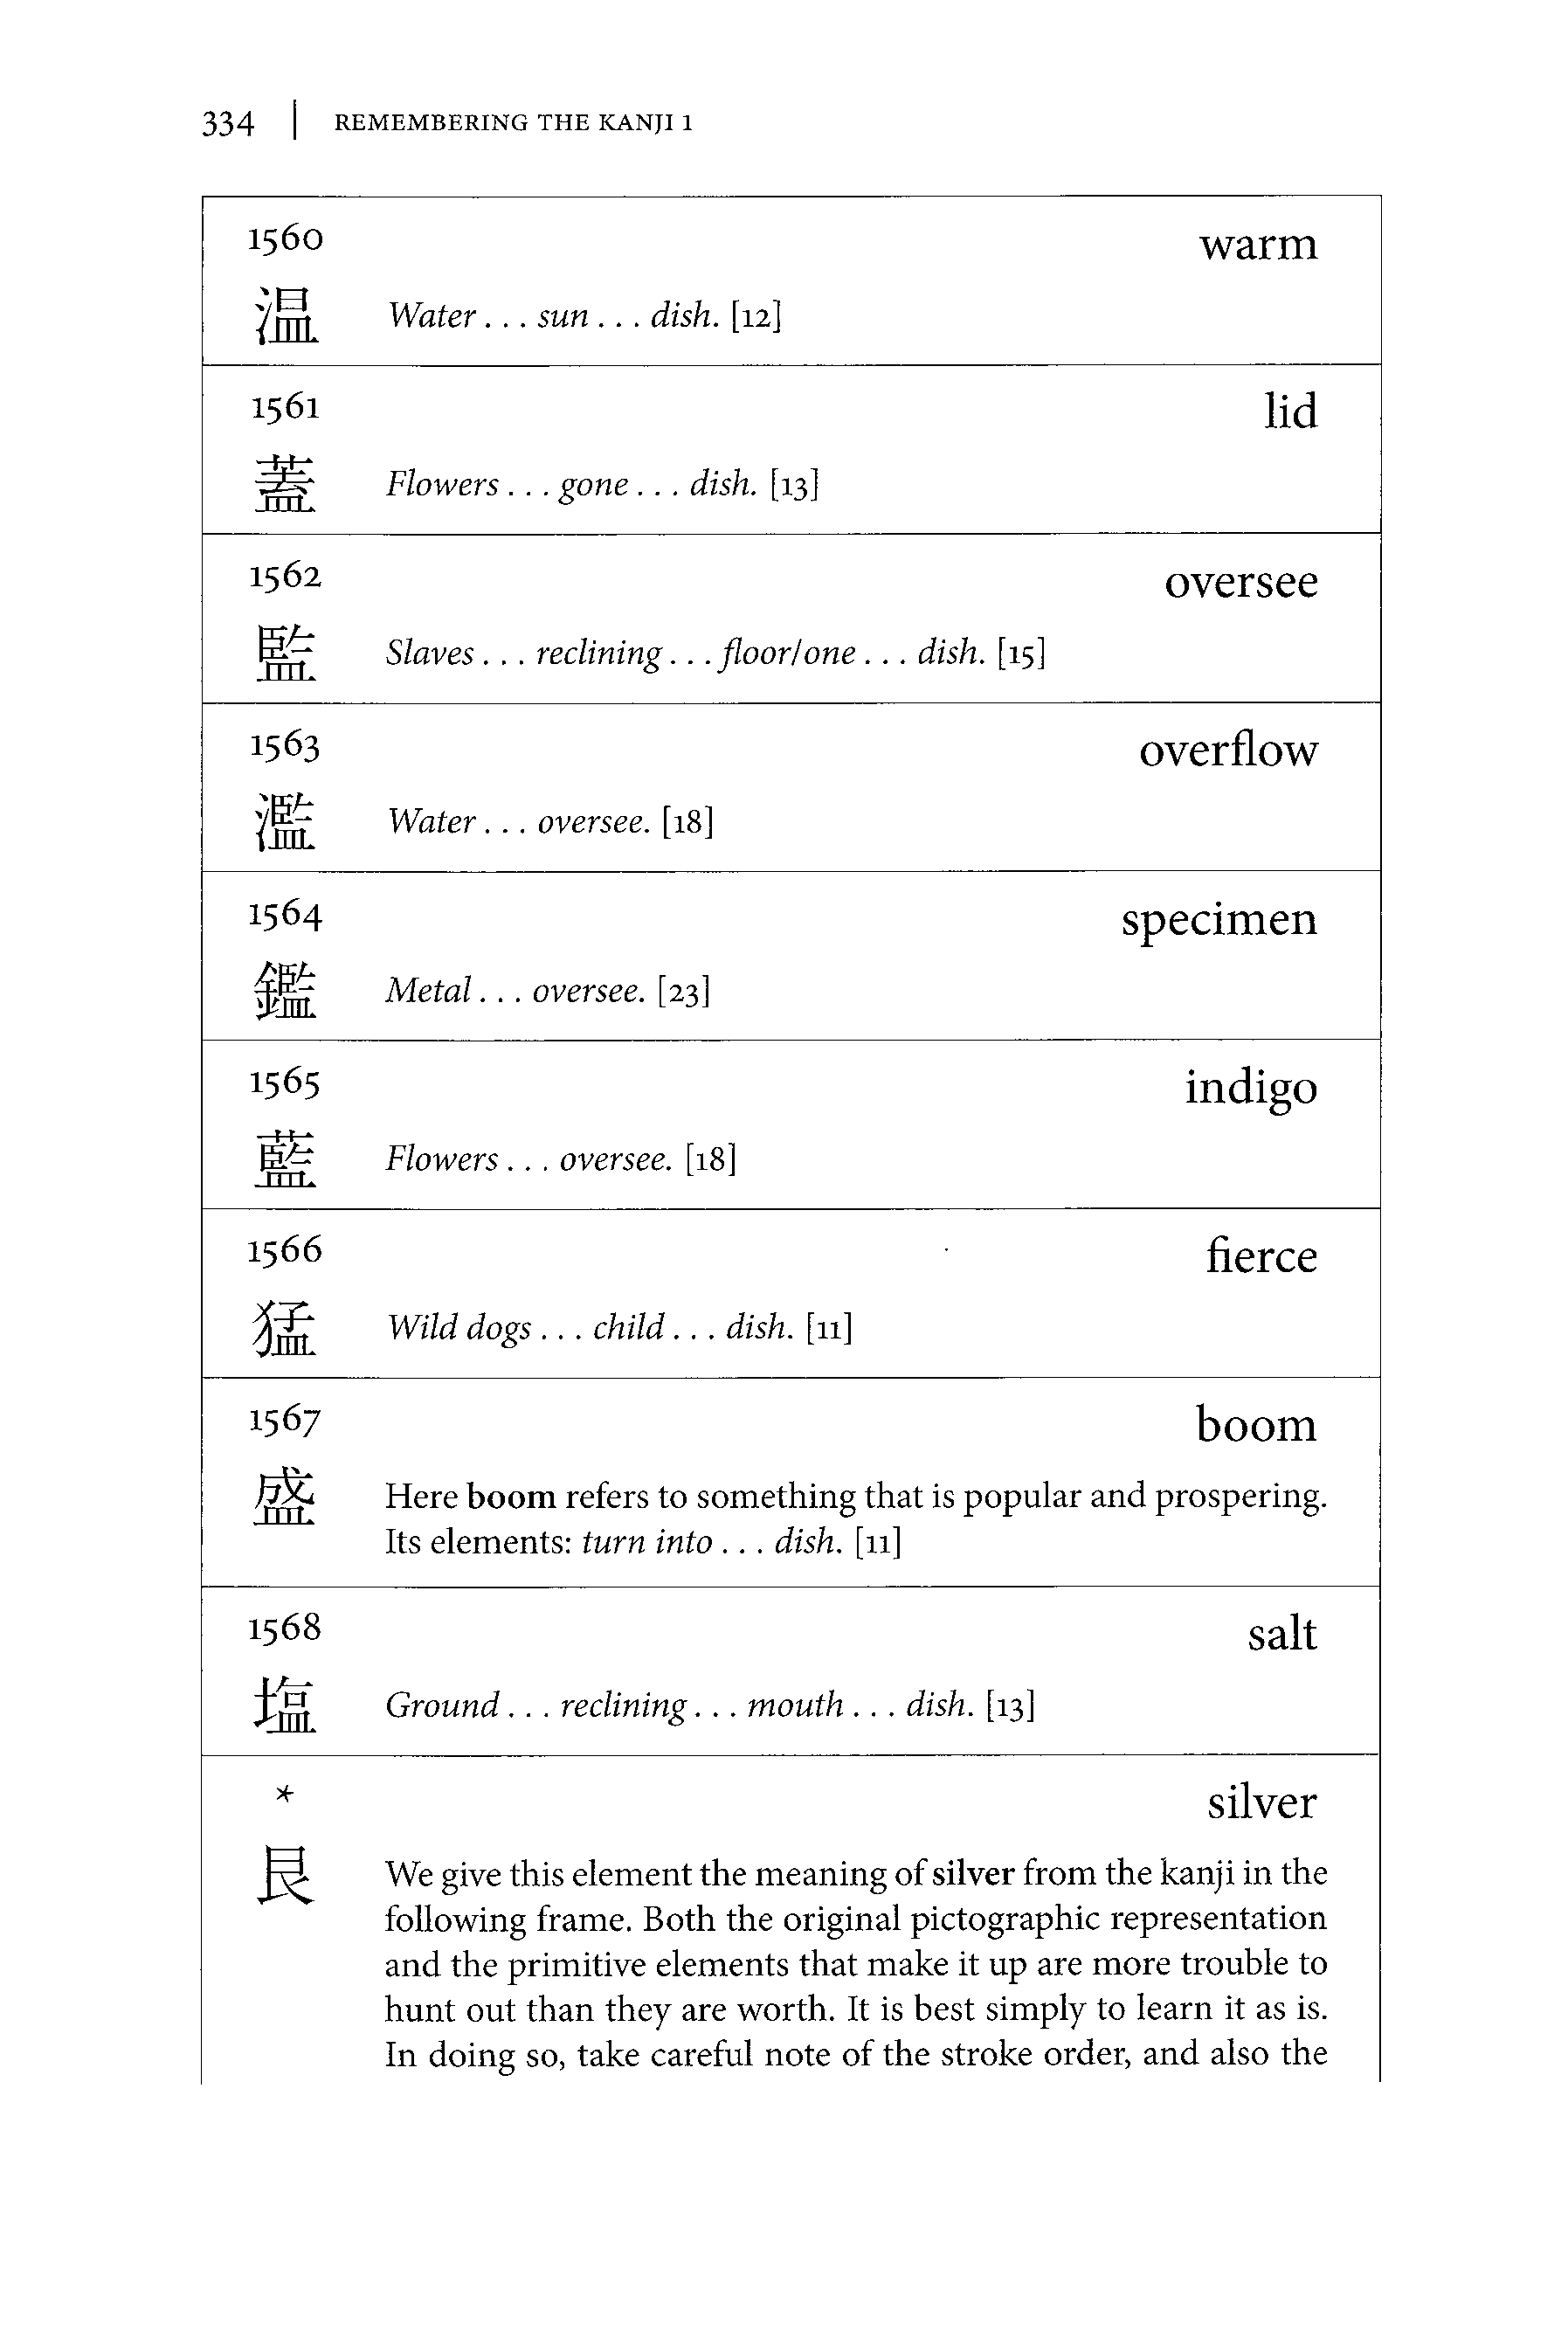 334 | REMEMBERING THE KANJI 1
1560 warm
温 Water . . . sun . . . dish. [12]
1561 lid
蓋 Flowers . . . gone . . . dish. [13]
1562 oversee
監 Slaves . . . reclining . . . floor/one . . . dish. [15]
1563 overflow
濫 Water . . . oversee. [18]
1564 specimen
鑑 Metal . . . oversee. [23]
1565 indigo
藍 Flowers . . . oversee. [18]
1566 fierce
猛 Wild dogs . . . child . . . dish. [11]
1567 boom
盛 Here boom refers to something that is popular and prospering.
Its elements: turn into . . . dish. [11]
1568 salt
塩 Ground . . . reclining . . . mouth . . . dish. [13]
* silver
艮 We give this element the meaning of silver from the kanji in the
following frame. Both the original pictographic representation
and the primitive elements that make it up are more trouble to
hunt out than they are worth. It is best simply to learn it as is.
In doing so, take careful note of the stroke order, and also the